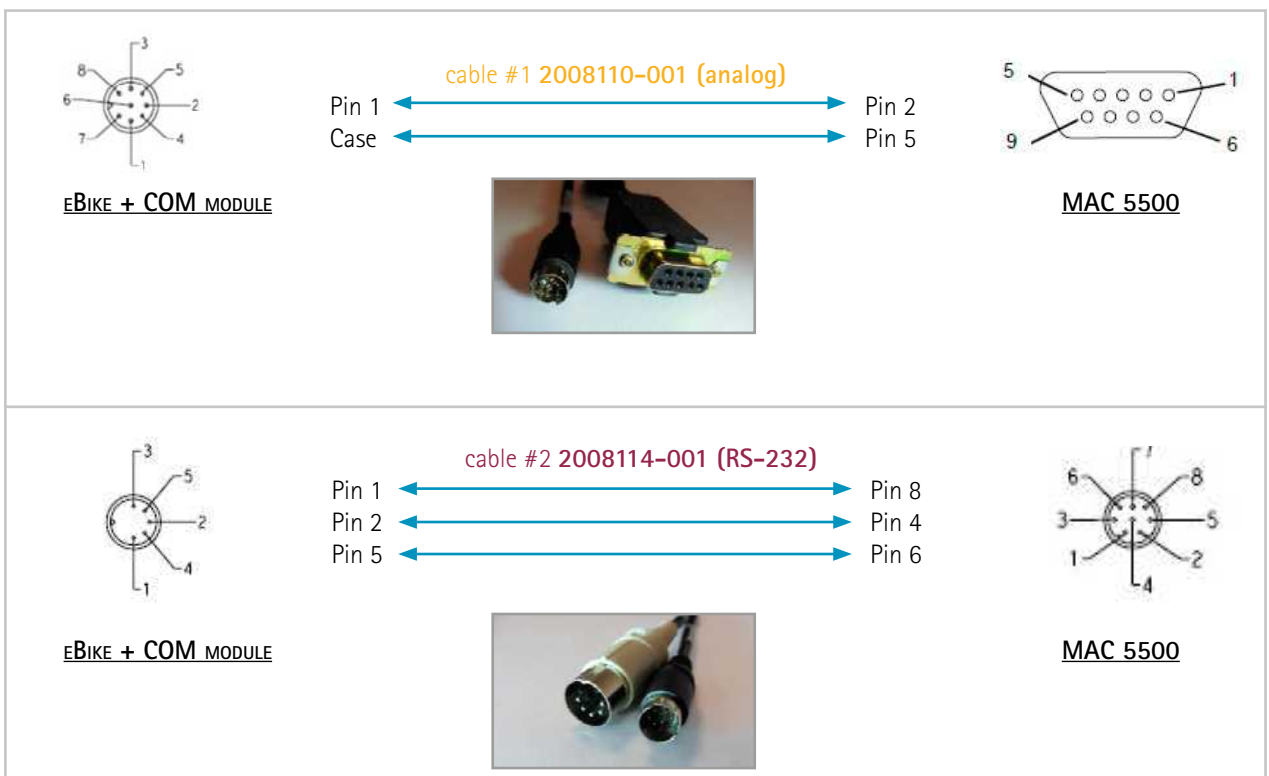 3
8 5
cable #1 2008110-001 (analog)
5 1
6 2
Pin 1 Pin 2
7 4
Case Pin 5
9 6
1
eBike + COM module
MAC 5500
3
cable #2 2008114-001 (RS-232)
7
5
6 8
Pin 1 Pin 8
2
3 5
Pin 2 Pin 4
Pin 5 Pin 6
4
1 2
1
4
eBike + COM module
MAC 5500